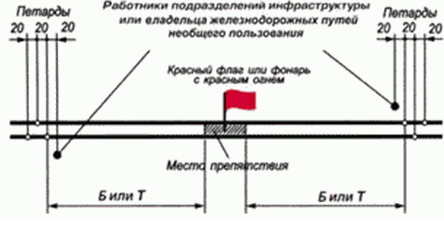 Петарды
Работники подразделений инфраструктуры
или владельца железнодорожных путей
необщего пользования
Петарды
20 20 20
20 20 20
Красный флаг или фонарь
с красным огнем
Место препятствия
Б или Т
Б или Т